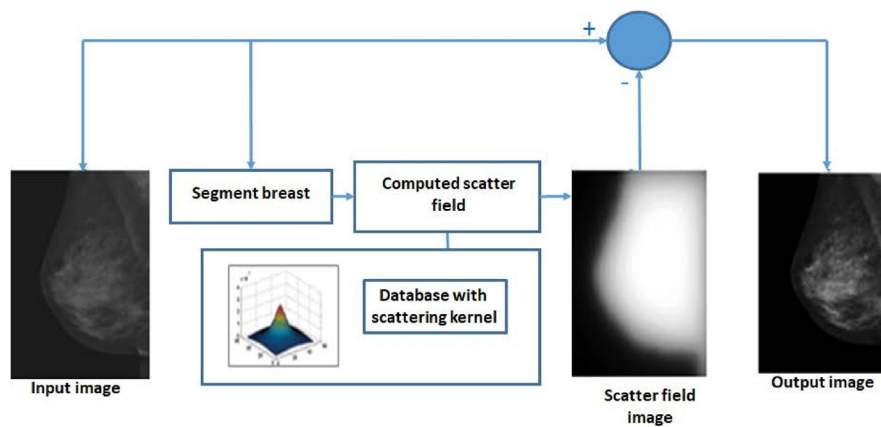 +
-
Segment breast
Computed scatter
field
Database with
scattering kernel
Input image
Scatter field
image
Output image